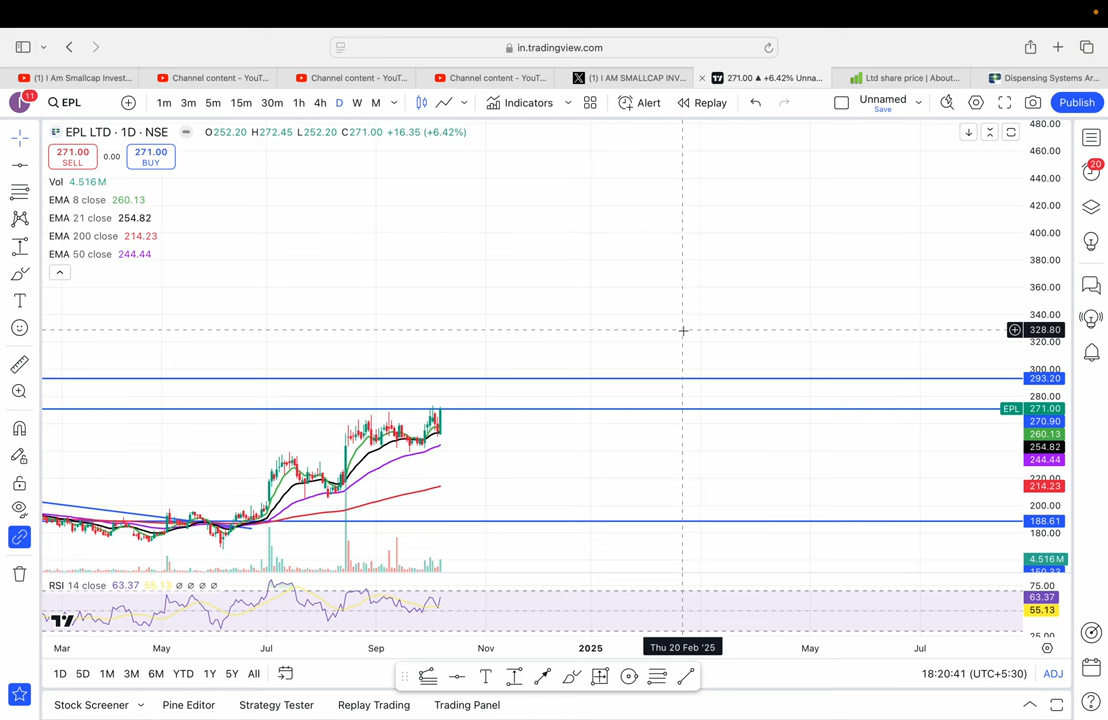 in.tradingview.com
(1) I Am Smallcap Invest...
Channel content - YouT...
Channel content - YouT...
Channel content - YouT...
(1) I AM SMALLCAP INV...
271.00 ▲ +6.42% Unna...
Ltd share price | About...
Dispensing Systems Ar...
11
EPL
1m 3m 5m 15m 30m 1h 4h D W M
Indicators
Alert
Replay
Unnamed
Save
Publish
EPL LTD · 1D · NSE
O252.20 H272.45 L252.20 C271.00 +16.35 (+6.42%)
271.00
SELL
0.00
271.00
BUY
Vol 4.516M
EMA 8 close 260.13
EMA 21 close 254.82
EMA 200 close 214.23
EMA 50 close 244.44
480.00
460.00
440.00
420.00
400.00
380.00
360.00
340.00
328.80
320.00
300.00
293.20
280.00
EPL 271.00
270.90
260.13
254.82
244.44
220.00
214.23
200.00
188.61
180.00
4.516M
20
RSI 14 close 63.37 55.13 ∅ ∅ ∅ ∅
75.00
63.37
55.13
25.00
Mar May Jul Sep Nov 2025 Thu 20 Feb '25 May Jul
1D 5D 1M 3M 6M YTD 1Y 5Y All
18:20:41 (UTC+5:30) ADJ
Stock Screener Pine Editor Strategy Tester Replay Trading Trading Panel